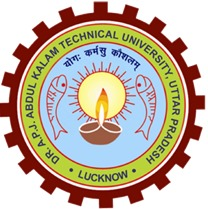 DR. A.P.J. ABDUL KALAM TECHNICAL UNIVERSITY, UTTAR PRADESH
योगः कर्मसु कौशलम्
• LUCKNOW •